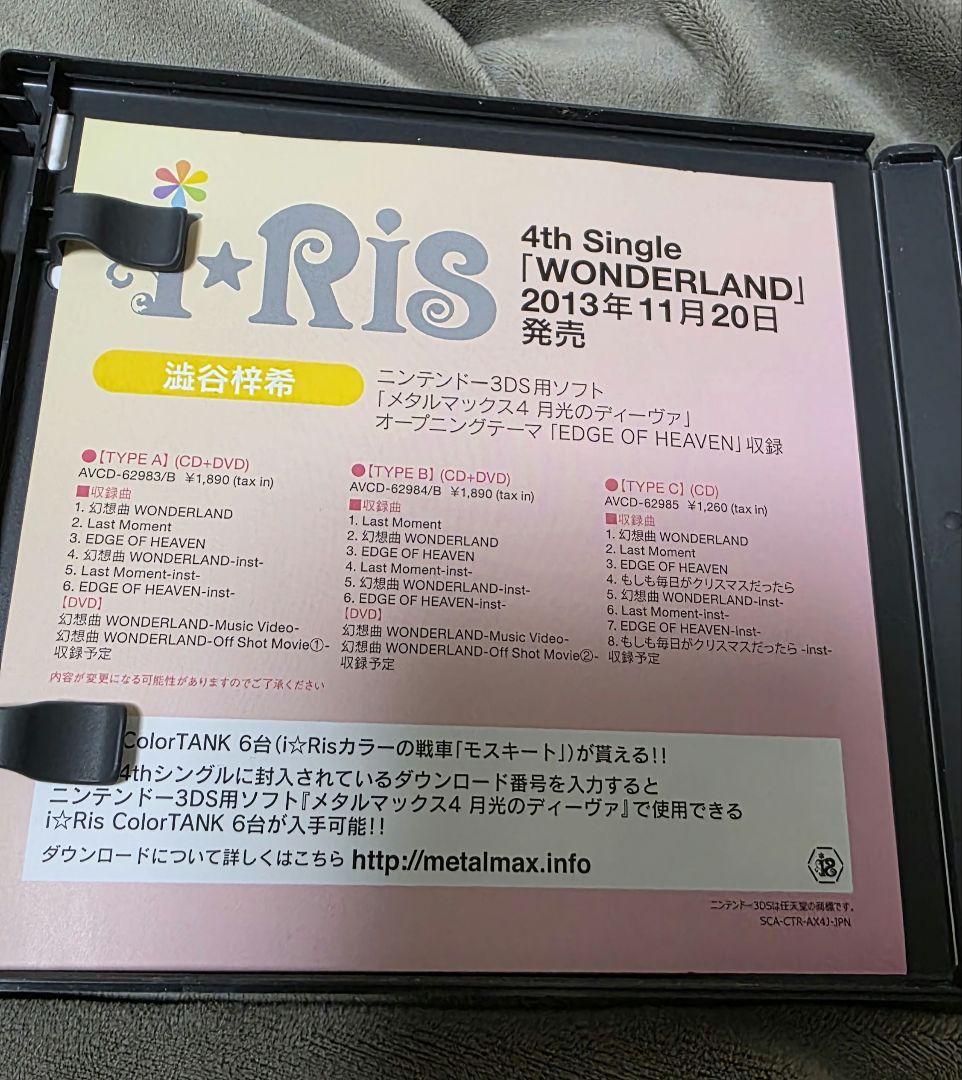 i☆Ris
4th Single
「WONDERLAND」
2013年11月20日
発売
澁谷梓希
ニンテンドー3DS用ソフト
「メタルマックス4 月光のディーヴァ」
オープニングテーマ「EDGE OF HEAVEN」収録
●【TYPE A】(CD+DVD)
AVCD-62983/B ￥1,890 (tax in)
■収録曲
1. 幻想曲 WONDERLAND
2. Last Moment
3. EDGE OF HEAVEN
4. 幻想曲 WONDERLAND-inst-
5. Last Moment-inst-
6. EDGE OF HEAVEN-inst-
【DVD】
幻想曲 WONDERLAND-Music Video-
幻想曲 WONDERLAND-Off Shot Movie①-
収録予定
●【TYPE B】(CD+DVD)
AVCD-62984/B ￥1,890 (tax in)
■収録曲
1. Last Moment
2. 幻想曲 WONDERLAND
3. EDGE OF HEAVEN
4. Last Moment-inst-
5. 幻想曲 WONDERLAND-inst-
6. EDGE OF HEAVEN-inst-
【DVD】
幻想曲 WONDERLAND-Music Video-
幻想曲 WONDERLAND-Off Shot Movie②-
収録予定
●【TYPE C】(CD)
AVCD-62985 ￥1,260 (tax in)
■収録曲
1. 幻想曲 WONDERLAND
2. Last Moment
3. EDGE OF HEAVEN
4. もしも毎日がクリスマスだったら
5. 幻想曲 WONDERLAND-inst-
6. Last Moment-inst-
7. EDGE OF HEAVEN-inst-
8. もしも毎日がクリスマスだったら -inst-
収録予定
内容が変更になる可能性がありますのでご了承ください
ColorTANK 6台（i☆Risカラーの戦車「モスキート」）が貰える!!
4thシングルに封入されているダウンロード番号を入力すると
ニンテンドー3DS用ソフト『メタルマックス4 月光のディーヴァ』で使用できる
i☆Ris ColorTANK 6台が入手可能!!
ダウンロードについて詳しくはこちら http://metalmax.info
ニンテンドー3DSは任天堂の商標です。
SCA-CTR-AX4J-JPN